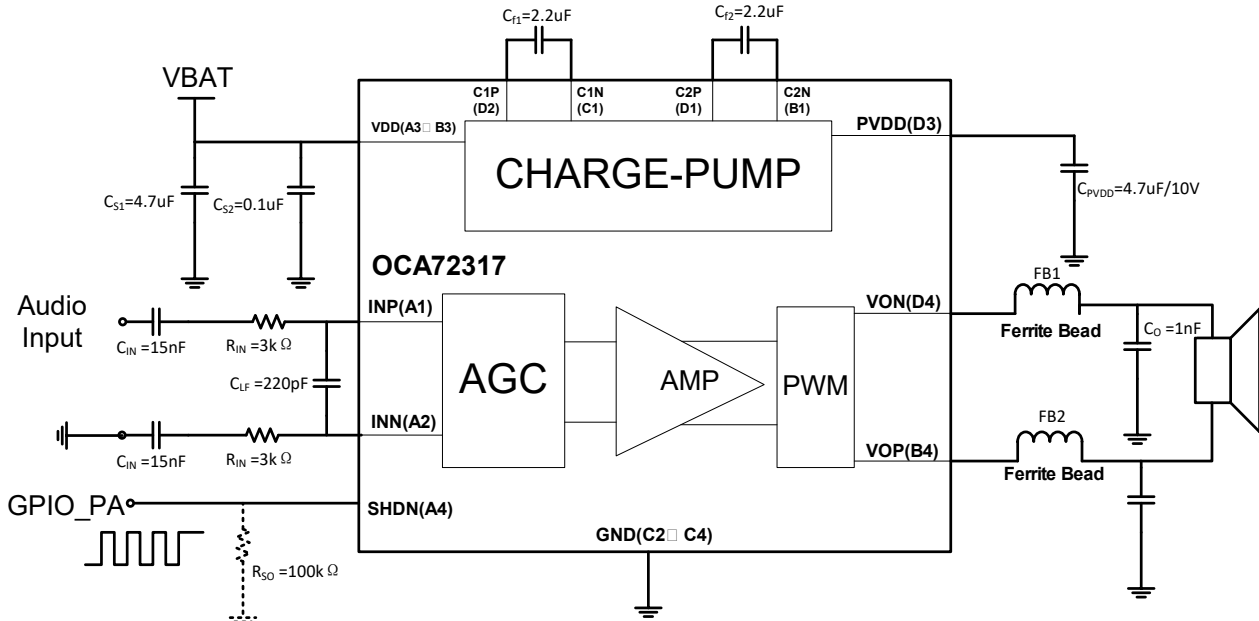 Cf1=2.2uF
Cf2=2.2uF
VBAT
C1P
(D2)
C1N
(C1)
C2P
(D1)
C2N
(B1)
VDD(A3□ B3)
PVDD(D3)
CHARGE-PUMP
CS1=4.7uF
CS2=0.1uF
CPVDD=4.7uF/10V
OCA72317
FB1
Audio
Input
INP(A1)
VON(D4)
Ferrite Bead
CO =1nF
CIN =15nF
RIN =3k Ω
CLF =220pF
AGC
AMP
PWM
INN(A2)
FB2
VOP(B4)
CIN =15nF
RIN =3k Ω
Ferrite Bead
GPIO_PA
SHDN(A4)
GND(C2□ C4)
RSO =100k Ω